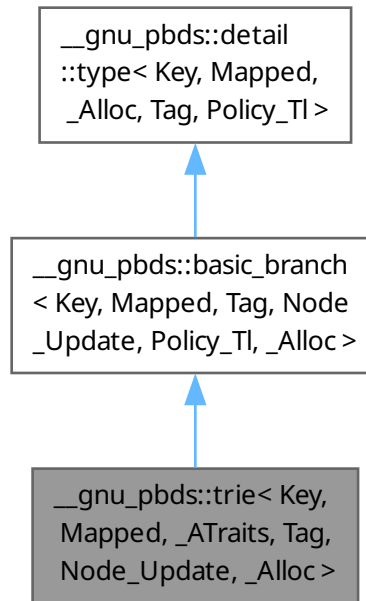 __gnu_pbds::detail
::type< Key, Mapped,
_Alloc, Tag, Policy_Tl >
__gnu_pbds::basic_branch
< Key, Mapped, Tag, Node
_Update, Policy_Tl, _Alloc >
__gnu_pbds::trie< Key,
Mapped, _ATraits, Tag,
Node_Update, _Alloc >